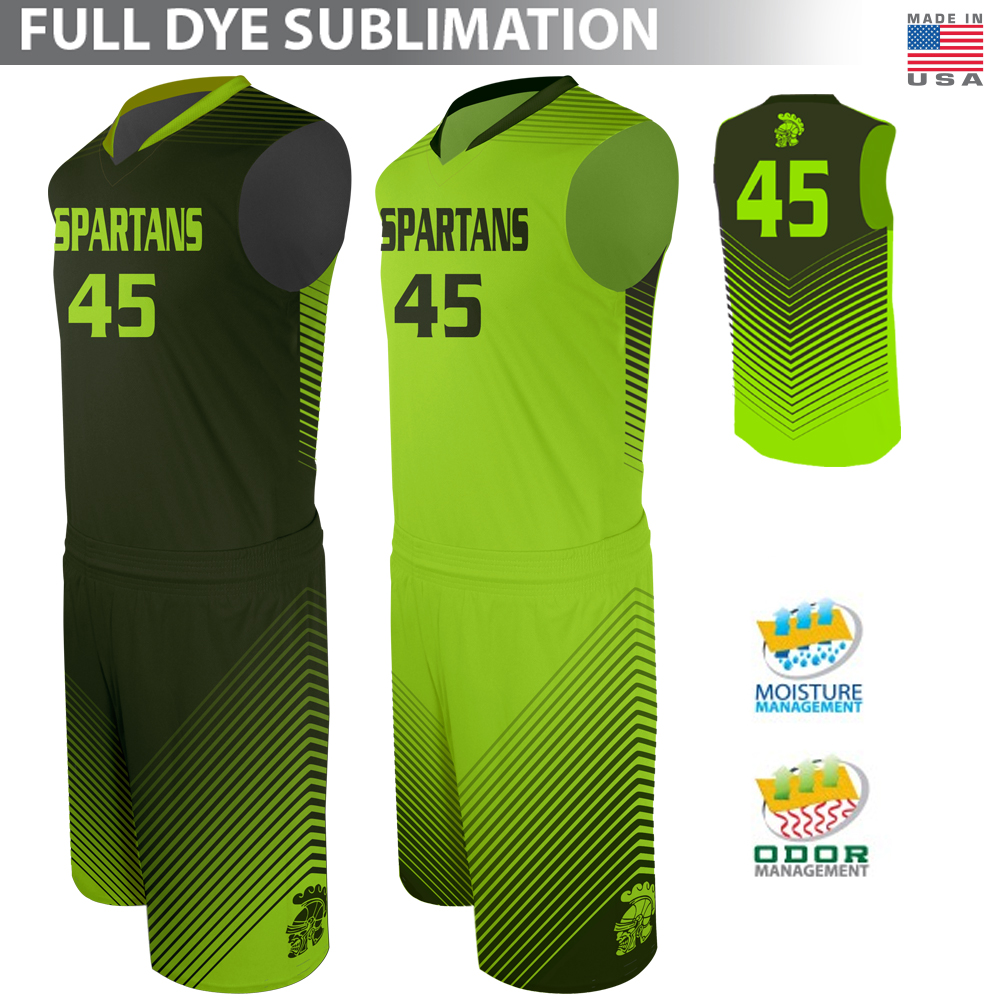 FULL DYE SUBLIMATION
MADE IN
USA
SPARTANS
45
SPARTANS
45
45
MOISTURE
MANAGEMENT
ODOR
MANAGEMENT